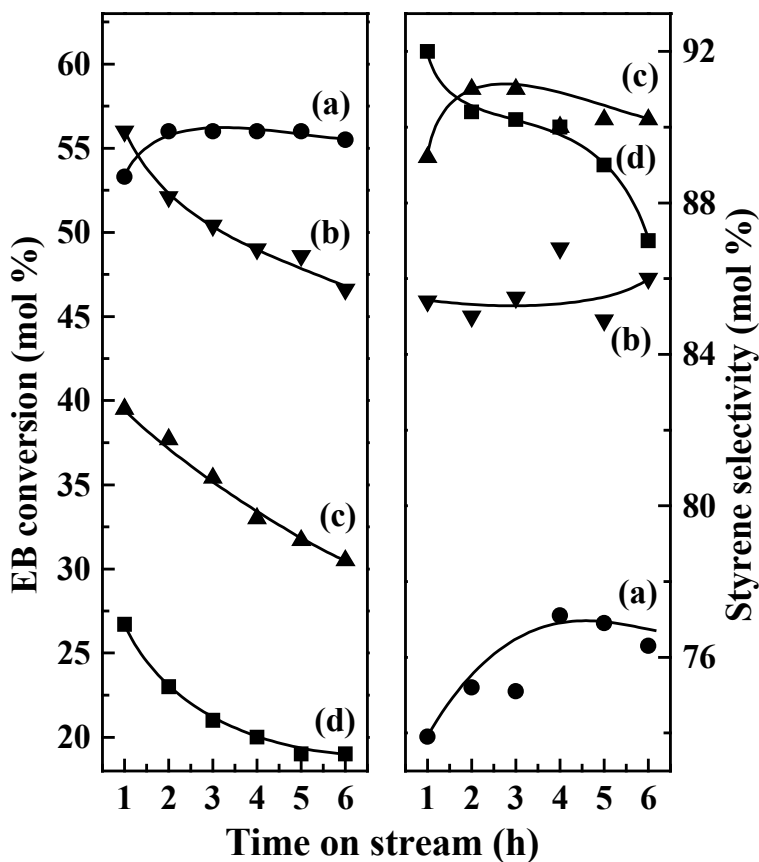 EB conversion (mol %)
60
55
50
45
40
35
30
25
20
(a)
(b)
(c)
(d)
1 2 3 4 5 6
(c)
(d)
(b)
(a)
1 2 3 4 5 6
92
88
84
80
76
Styrene selectivity (mol %)
Time on stream (h)